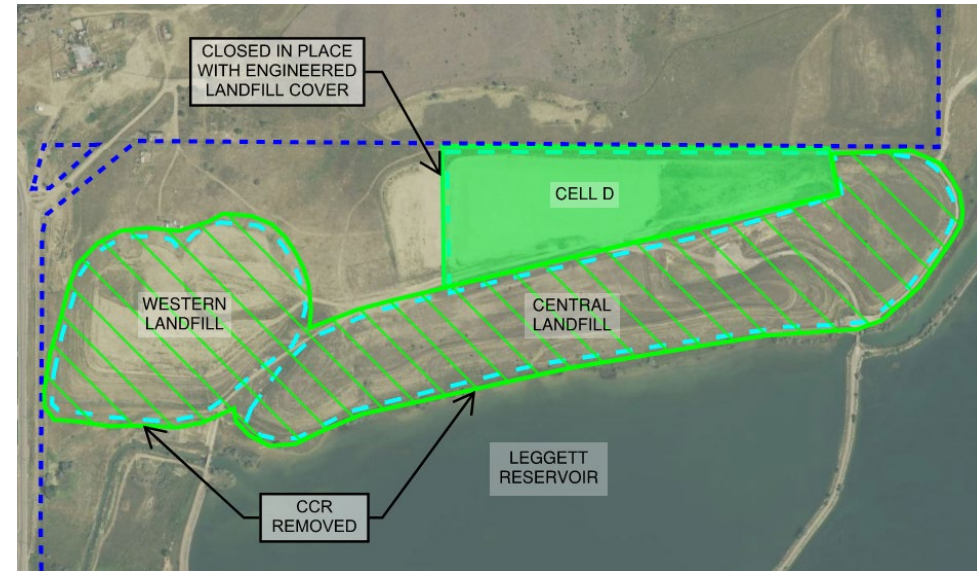 CLOSED IN PLACE
WITH ENGINEERED
LANDFILL COVER
CELL D
WESTERN
LANDFILL
CENTRAL
LANDFILL
LEGGETT
RESERVOIR
CCR
REMOVED